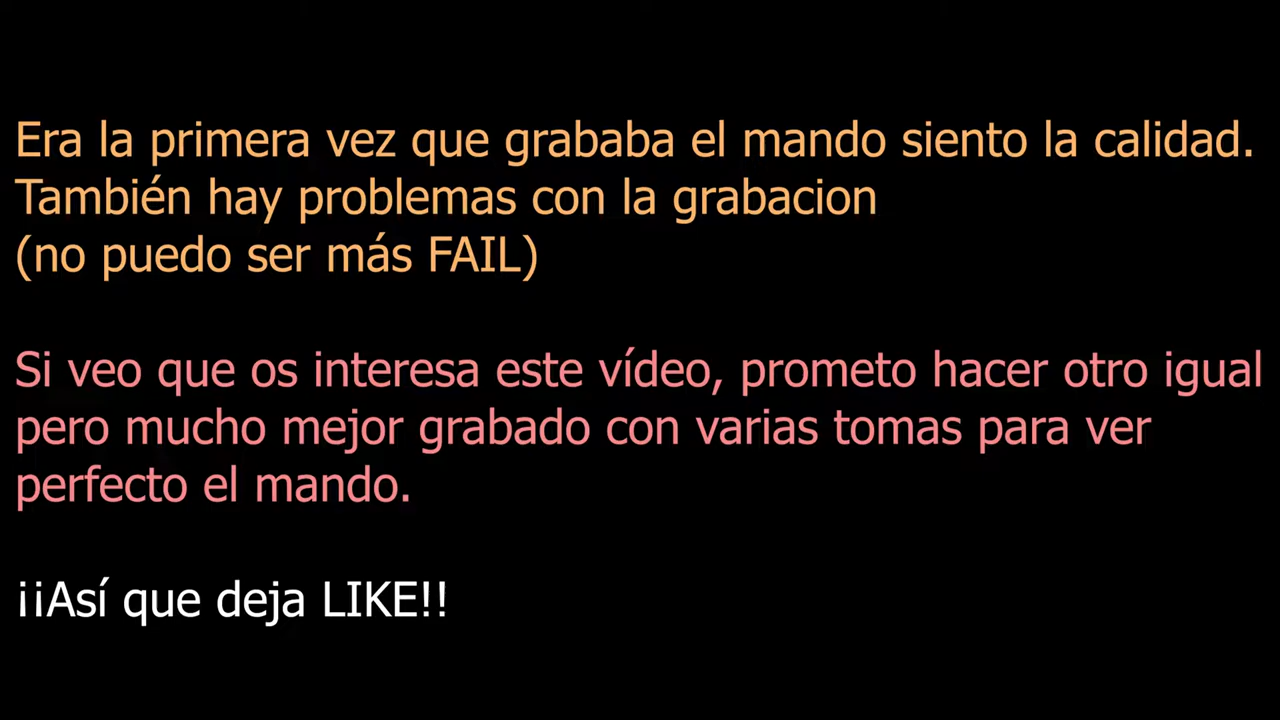 Era la primera vez que grababa el mando siento la calidad.
También hay problemas con la grabacion
(no puedo ser más FAIL)
Si veo que os interesa este vídeo, prometo hacer otro igual
pero mucho mejor grabado con varias tomas para ver
perfecto el mando.
¡¡Así que deja LIKE!!